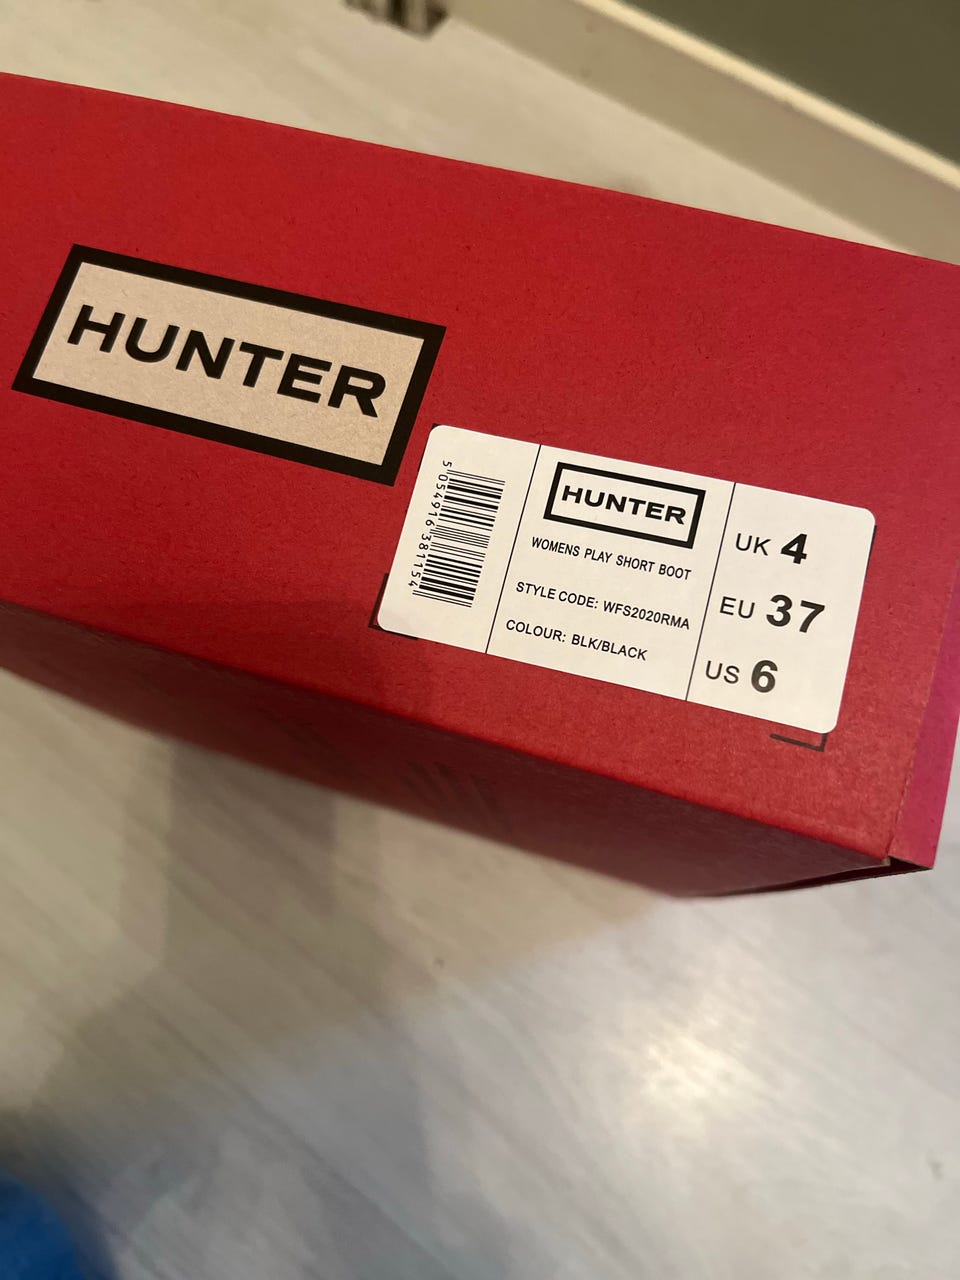 HUNTER
5 054916 381154
HUNTER
WOMENS PLAY SHORT BOOT
STYLE CODE: WFS2020RMA
COLOUR: BLK/BLACK
UK 4
EU 37
US 6